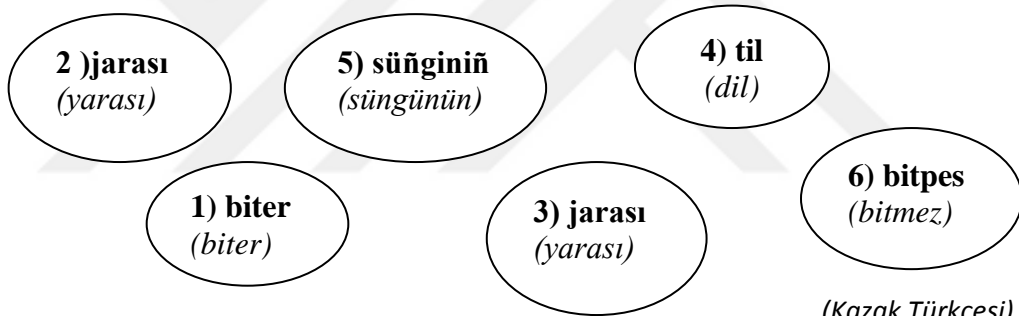 2 )jarası
(yarası)
5) süñginiñ
(süngünün)
4) til
(dil)
1) biter
(biter)
3) jarası
(yarası)
6) bitpes
(bitmez)
(Kazak Türkçesi)